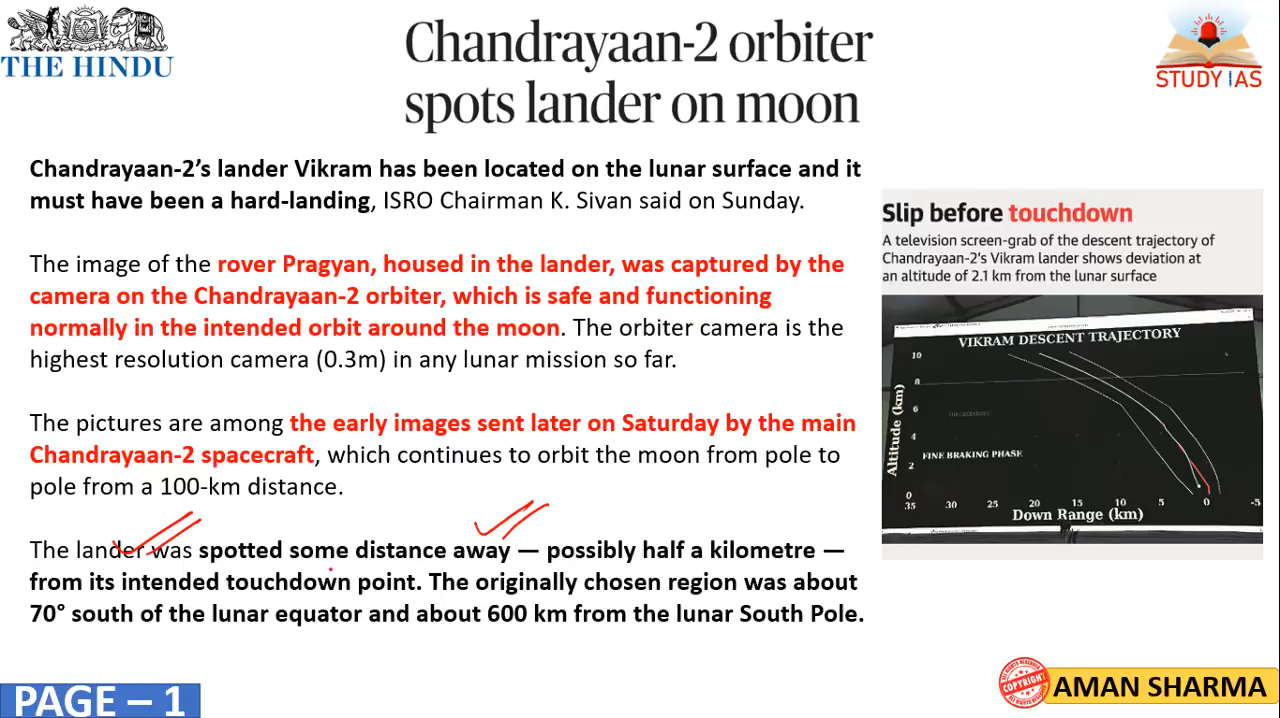 THE HINDU
Chandrayaan-2 orbiter
spots lander on moon
STUDY IAS
Chandrayaan-2’s lander Vikram has been located on the lunar surface and it
must have been a hard-landing, ISRO Chairman K. Sivan said on Sunday.
The image of the rover Pragyan, housed in the lander, was captured by the
camera on the Chandrayaan-2 orbiter, which is safe and functioning
normally in the intended orbit around the moon. The orbiter camera is the
highest resolution camera (0.3m) in any lunar mission so far.
The pictures are among the early images sent later on Saturday by the main
Chandrayaan-2 spacecraft, which continues to orbit the moon from pole to
pole from a 100-km distance.
The lander was spotted some distance away — possibly half a kilometre —
from its intended touchdown point. The originally chosen region was about
70° south of the lunar equator and about 600 km from the lunar South Pole.
Slip before touchdown
A television screen-grab of the descent trajectory of
Chandrayaan-2’s Vikram lander shows deviation at
an altitude of 2.1 km from the lunar surface
VIKRAM DESCENT TRAJECTORY
Altitude (km)
10
8
6
4
FINE BRAKING PHASE
2
0
35 30 25 20 15 10 5 0 -5
Down Range (km)
COPYRIGHT
AMAN SHARMA
PAGE – 1